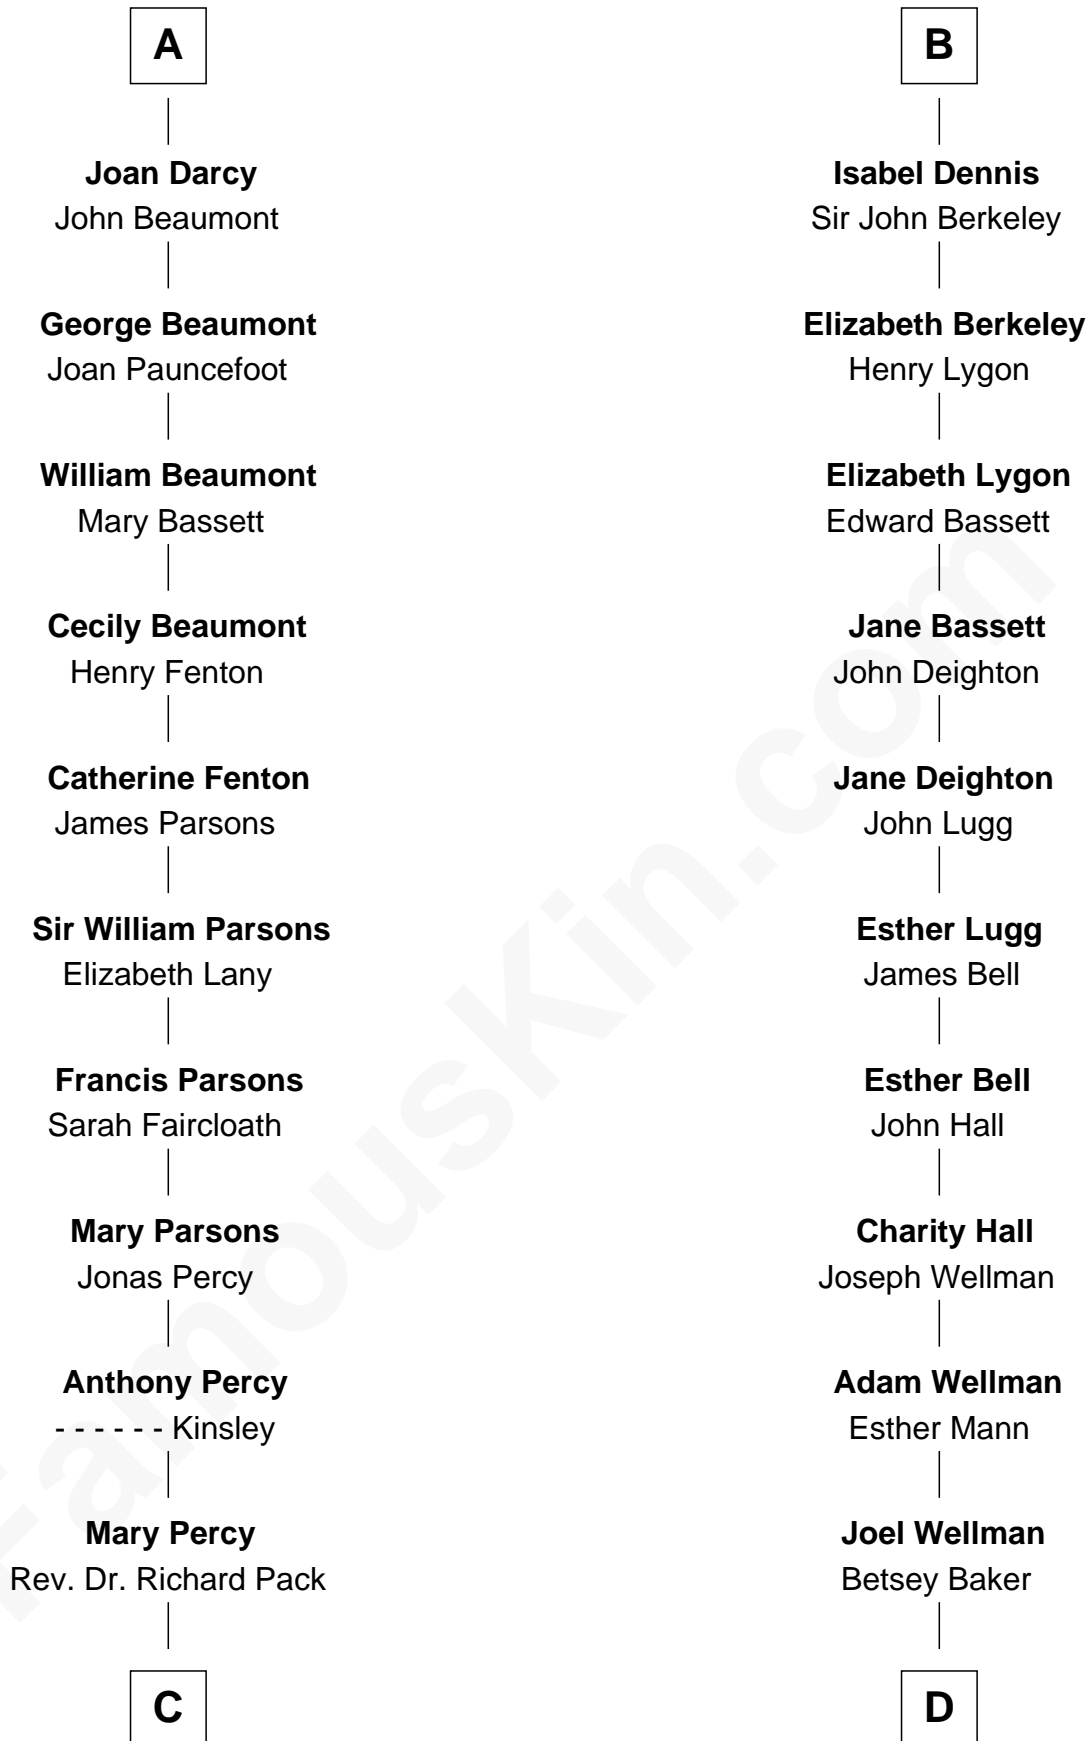 A
Joan Darcy
John Beaumont
George Beaumont
Joan Pauncefoot
William Beaumont
Mary Bassett
Cecily Beaumont
Henry Fenton
Catherine Fenton
James Parsons
Sir William Parsons
Elizabeth Lany
Francis Parsons
Sarah Faircloath
Mary Parsons
Jonas Percy
Anthony Percy
- - - - - - Kinsley
Mary Percy
Rev. Dr. Richard Pack
C
B
Isabel Dennis
Sir John Berkeley
Elizabeth Berkeley
Henry Lygon
Elizabeth Lygon
Edward Bassett
Jane Bassett
John Deighton
Jane Deighton
John Lugg
Esther Lugg
James Bell
Esther Bell
John Hall
Charity Hall
Joseph Wellman
Adam Wellman
Esther Mann
Joel Wellman
Betsey Baker
D
FamousKin.com